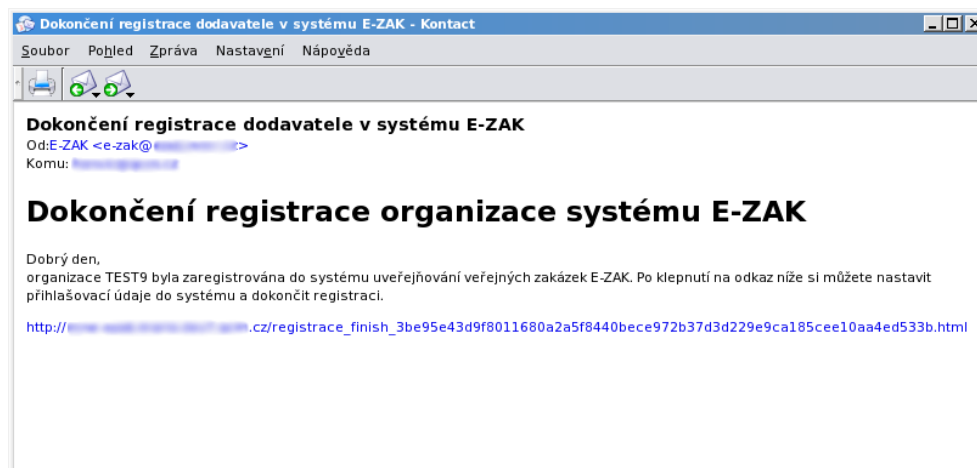 Dokončení registrace dodavatele v systému E-ZAK - Kontact
Soubor Pohled Zpráva Nastavení Nápověda
Dokončení registrace dodavatele v systému E-ZAK
Od:E-ZAK <e-zak@
Komu:
Dokončení registrace organizace systému E-ZAK
Dobrý den,
organizace TEST9 byla zaregistrována do systému uveřejňování veřejných zakázek E-ZAK. Po klepnutí na odkaz níže si můžete nastavit
přihlašovací údaje do systému a dokončit registraci.
http:// .cz/registrace_finish_3be95e43d9f8011680a2a5f8440bece972b37d3d229e9ca185cee10aa4ed533b.html